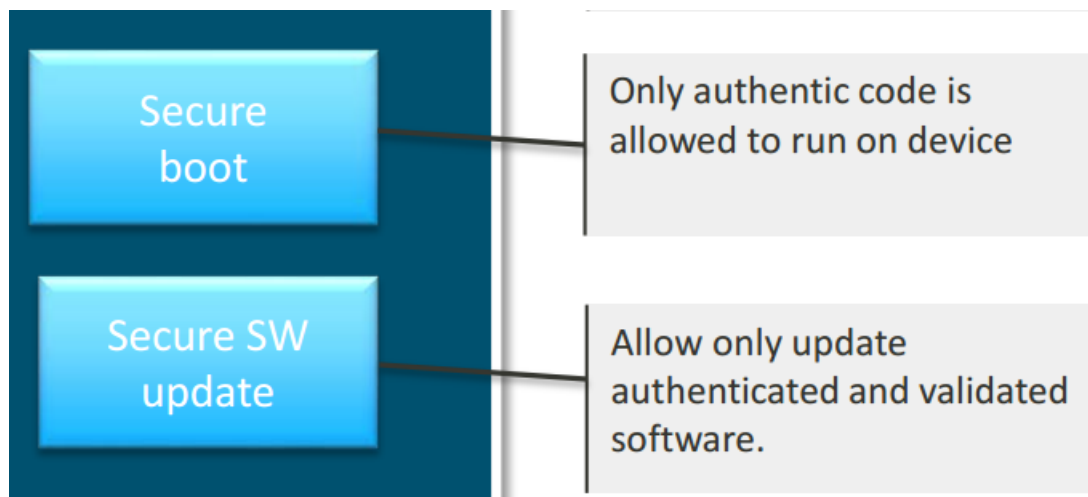 Secure
boot
Only authentic code is
allowed to run on device
Secure SW
update
Allow only update
authenticated and validated
software.